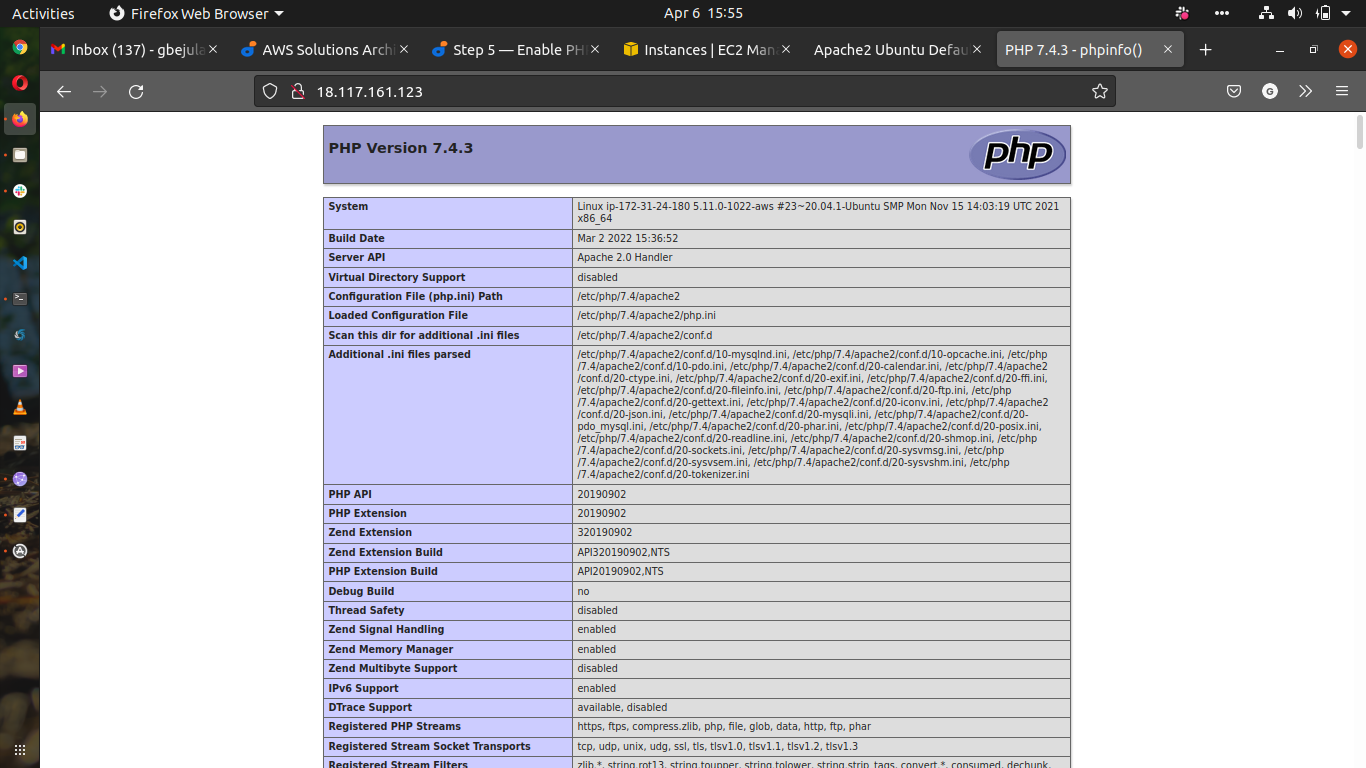 Activities
Firefox Web Browser
Apr 6 15:55
Inbox (137) - gbejula
AWS Solutions Archi
Step 5 — Enable PH
Instances | EC2 Man
Apache2 Ubuntu Defau
PHP 7.4.3 - phpinfo()
18.117.161.123
G
PHP Version 7.4.3
php
System
Linux ip-172-31-24-180 5.11.0-1022-aws #23~20.04.1-Ubuntu SMP Mon Nov 15 14:03:19 UTC 2021
x86_64
Build Date
Mar 2 2022 15:36:52
Server API
Apache 2.0 Handler
Virtual Directory Support
disabled
Configuration File (php.ini) Path
/etc/php/7.4/apache2
Loaded Configuration File
/etc/php/7.4/apache2/php.ini
Scan this dir for additional .ini files
/etc/php/7.4/apache2/conf.d
Additional .ini files parsed
/etc/php/7.4/apache2/conf.d/10-mysqlnd.ini, /etc/php/7.4/apache2/conf.d/10-opcache.ini, /etc/php
/7.4/apache2/conf.d/10-pdo.ini, /etc/php/7.4/apache2/conf.d/20-calendar.ini, /etc/php/7.4/apache2
/conf.d/20-ctype.ini, /etc/php/7.4/apache2/conf.d/20-exif.ini, /etc/php/7.4/apache2/conf.d/20-ffi.ini,
/etc/php/7.4/apache2/conf.d/20-fileinfo.ini, /etc/php/7.4/apache2/conf.d/20-ftp.ini, /etc/php
/7.4/apache2/conf.d/20-gettext.ini, /etc/php/7.4/apache2/conf.d/20-iconv.ini, /etc/php/7.4/apache2
/conf.d/20-json.ini, /etc/php/7.4/apache2/conf.d/20-mysqli.ini, /etc/php/7.4/apache2/conf.d/20-
pdo_mysql.ini, /etc/php/7.4/apache2/conf.d/20-phar.ini, /etc/php/7.4/apache2/conf.d/20-posix.ini,
/etc/php/7.4/apache2/conf.d/20-readline.ini, /etc/php/7.4/apache2/conf.d/20-shmop.ini, /etc/php
/7.4/apache2/conf.d/20-sockets.ini, /etc/php/7.4/apache2/conf.d/20-sysvmsg.ini, /etc/php
/7.4/apache2/conf.d/20-sysvsem.ini, /etc/php/7.4/apache2/conf.d/20-sysvshm.ini, /etc/php
/7.4/apache2/conf.d/20-tokenizer.ini
PHP API
20190902
PHP Extension
20190902
Zend Extension
320190902
Zend Extension Build
API320190902,NTS
PHP Extension Build
API20190902,NTS
Debug Build
no
Thread Safety
disabled
Zend Signal Handling
enabled
Zend Memory Manager
enabled
Zend Multibyte Support
disabled
IPv6 Support
enabled
DTrace Support
available, disabled
Registered PHP Streams
https, ftps, compress.zlib, php, file, glob, data, http, ftp, phar
Registered Stream Socket Transports
tcp, udp, unix, udg, ssl, tls, tlsv1.0, tlsv1.1, tlsv1.2, tlsv1.3
Registered Stream Filters
zlib.*, string.rot13, string.toupper, string.tolower, string.strip_tags, convert.*, consumed, dechunk,